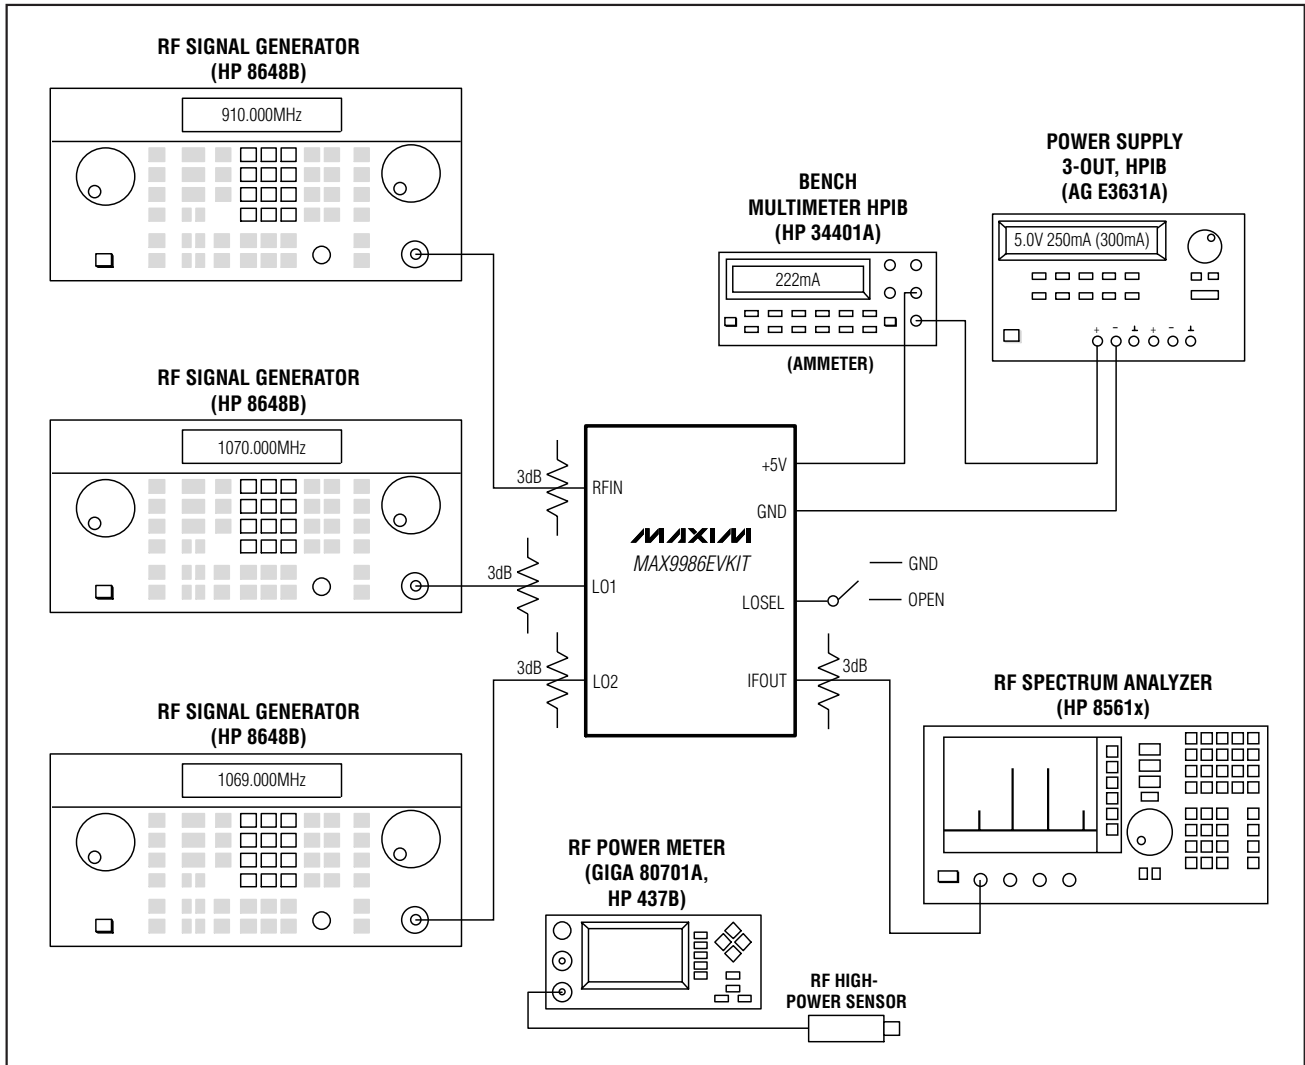 RF SIGNAL GENERATOR
(HP 8648B)
910.000MHz
RF SIGNAL GENERATOR
(HP 8648B)
1070.000MHz
RF SIGNAL GENERATOR
(HP 8648B)
1069.000MHz
BENCH
MULTIMETER HPIB
(HP 34401A)
222mA
(AMMETER)
POWER SUPPLY
3-OUT, HPIB
(AG E3631A)
5.0V 250mA (300mA)
+ - ⊥ + - ⊥
3dB
RFIN
3dB
LO1
3dB
LO2
MAXIM
MAX9986EVKIT
+5V
GND
LOSEL
IFOUT
GND
OPEN
3dB
RF SPECTRUM ANALYZER
(HP 8561x)
RF POWER METER
(GIGA 80701A,
HP 437B)
RF HIGH-
POWER SENSOR